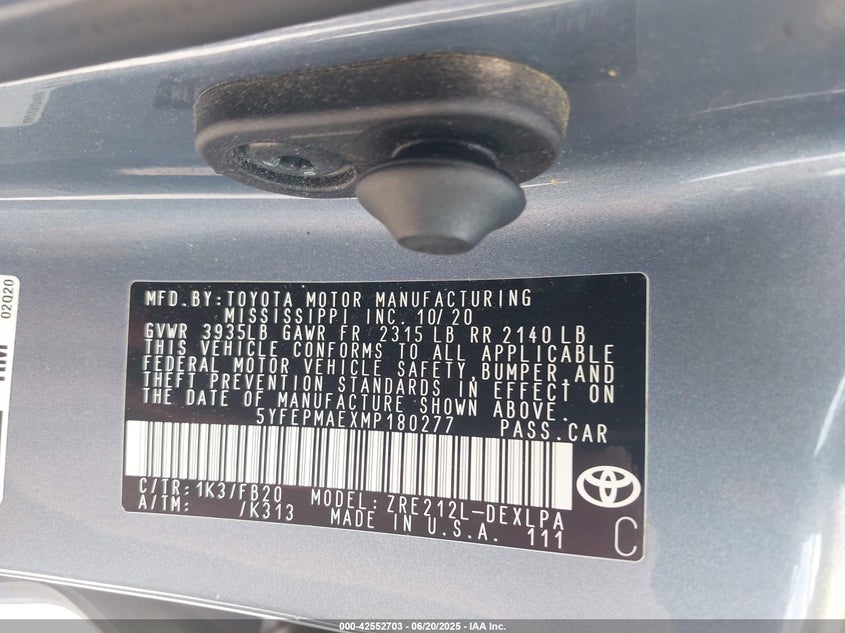 MFD.BY:TOYOTA MOTOR MANUFACTURING
MISSISSIPPI INC. 10/20
GVWR 3935LB GAWR FR 2315 LB RR 2140 LB
THIS VEHICLE CONFORMS TO ALL APPLICABLE
FEDERAL MOTOR VEHICLE SAFETY, BUMPER, AND
THEFT PREVENTION STANDARDS IN EFFECT ON
THE DATE OF MANUFACTURE SHOWN ABOVE.
5YFEPMAEXMP180277 PASS.CAR
C/TR: 1K3/FB20 MODEL: ZRE212L-DEXLPA
A/TM: /K313 MADE IN U.S.A. 111
C
02Q20
000-42552703 - 06/20/2025 - IAA Inc.